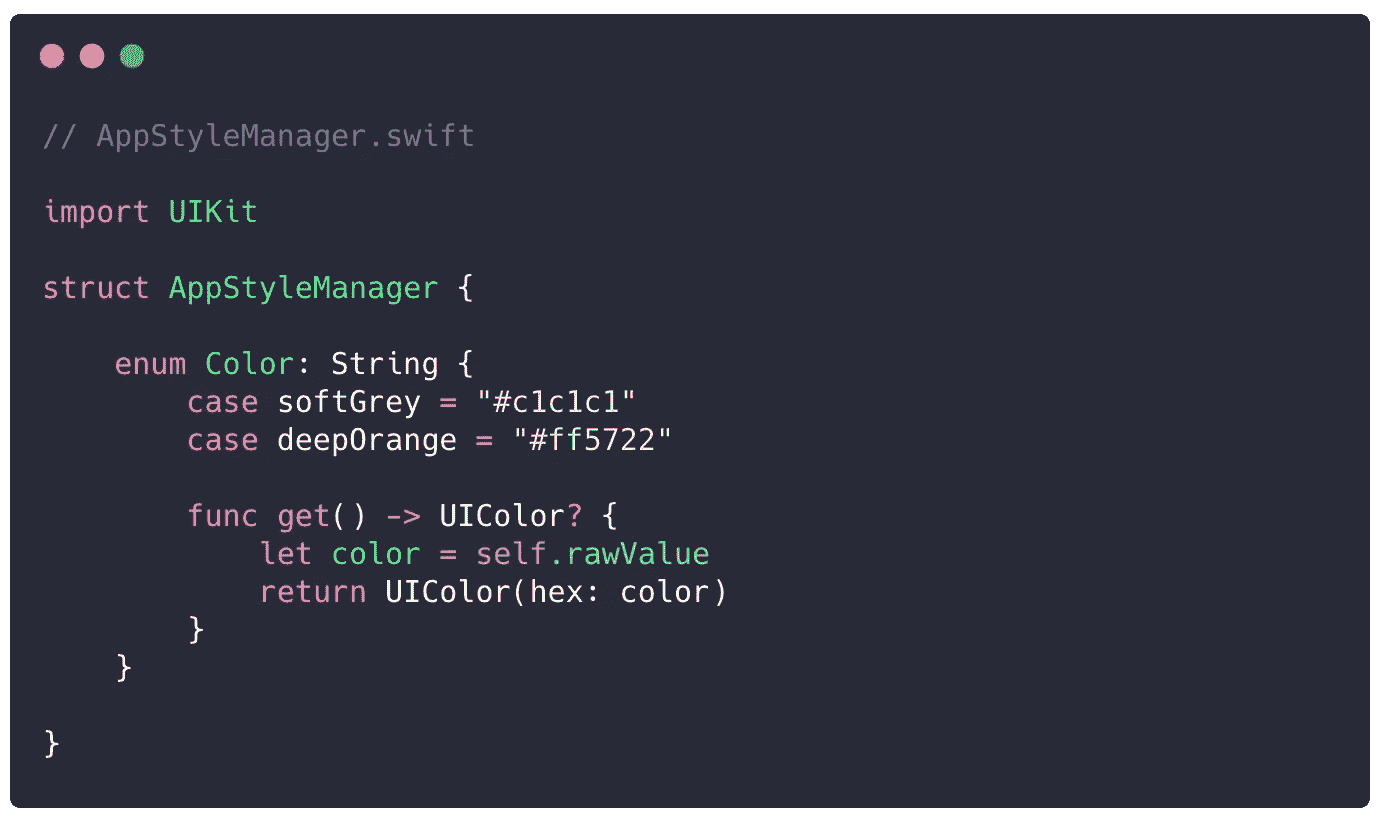 // AppStyleManager.swift
import UIKit
struct AppStyleManager {
enum Color: String {
case softGrey = "#c1c1c1"
case deepOrange = "#ff5722"
func get() -> UIColor? {
let color = self.rawValue
return UIColor(hex: color)
}
}
}